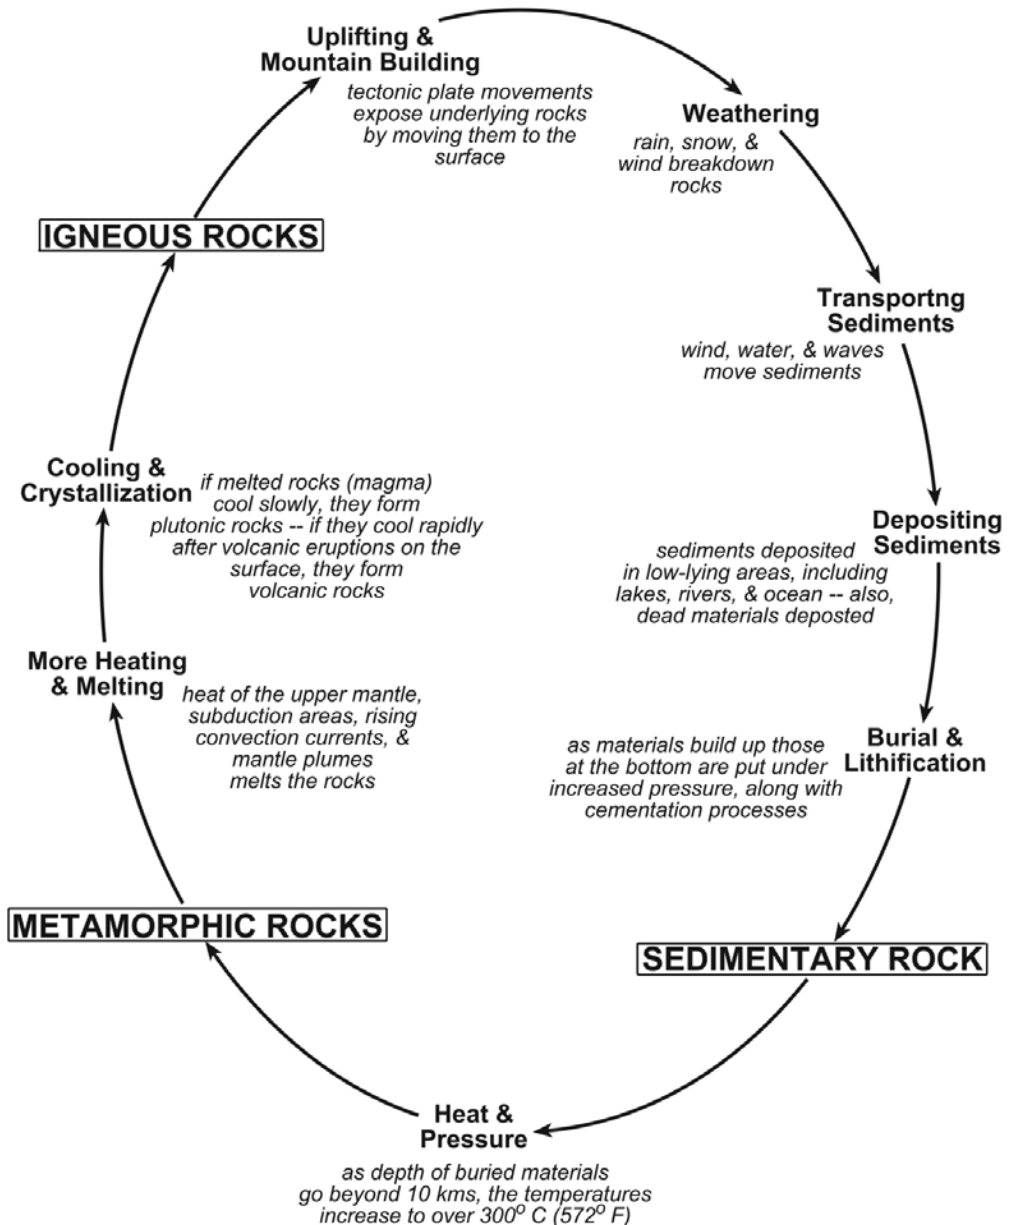 Uplifting &
Mountain Building
tectonic plate movements
expose underlying rocks
by moving them to the
surface
Weathering
rain, snow, &
wind breakdown
rocks
Transportng
Sediments
wind, water, & waves
move sediments
Depositing
Sediments
sediments deposited
in low-lying areas, including
lakes, rivers, & ocean -- also,
dead materials deposted
Burial &
Lithification
as materials build up those
at the bottom are put under
increased pressure, along with
cementation processes
SEDIMENTARY ROCK
Heat &
Pressure
as depth of buried materials
go beyond 10 kms, the temperatures
increase to over 300º C (572º F)
METAMORPHIC ROCKS
More Heating
& Melting
heat of the upper mantle,
subduction areas, rising
convection currents, &
mantle plumes
melts the rocks
Cooling &
Crystallization
if melted rocks (magma)
cool slowly, they form
plutonic rocks -- if they cool rapidly
after volcanic eruptions on the
surface, they form
volcanic rocks
IGNEOUS ROCKS